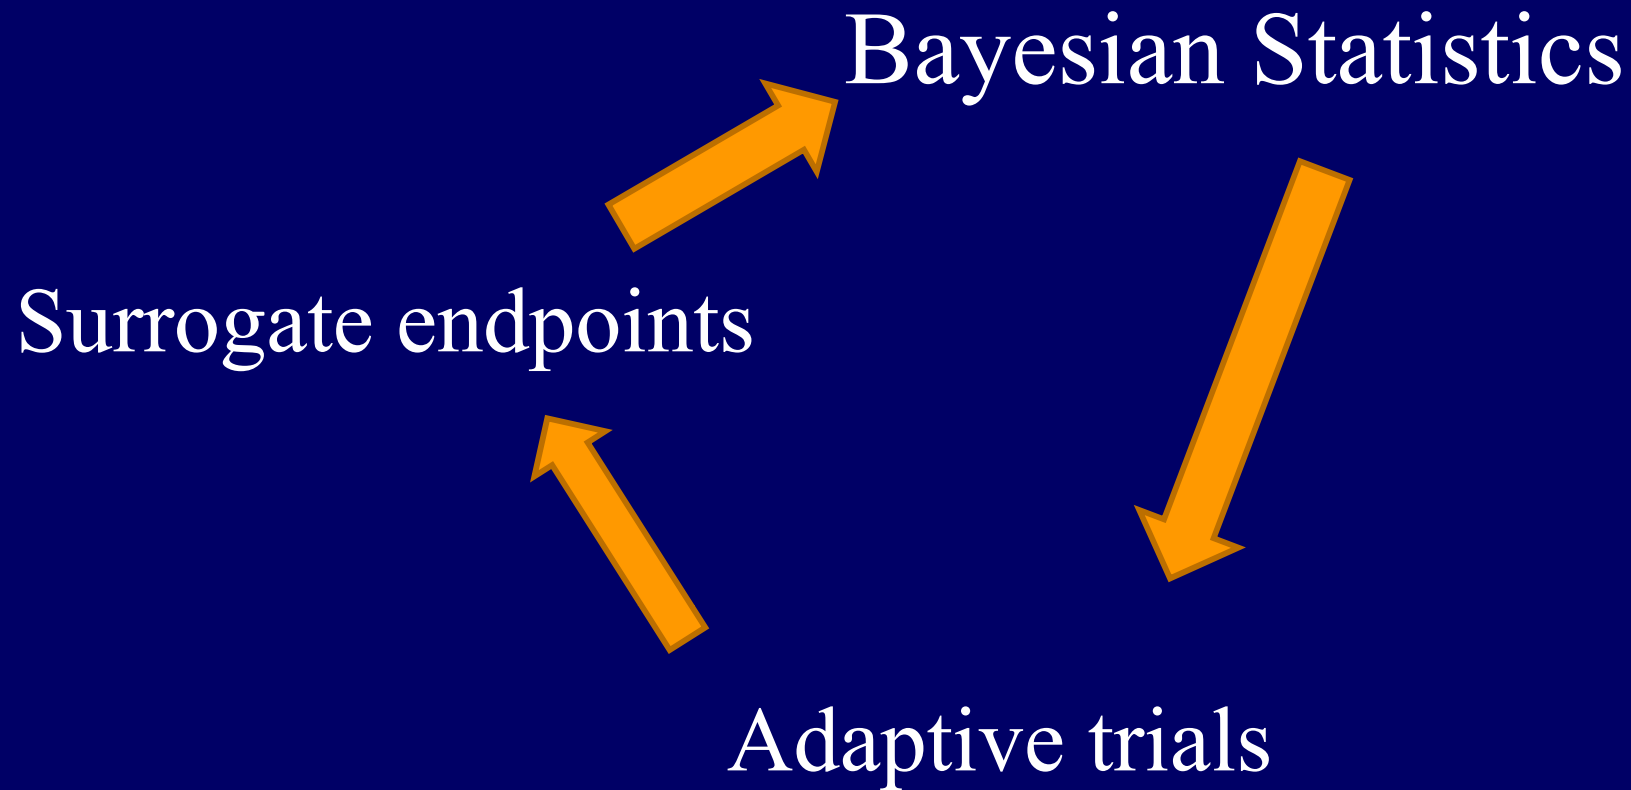 Bayesian Statistics
Surrogate endpoints
Adaptive trials